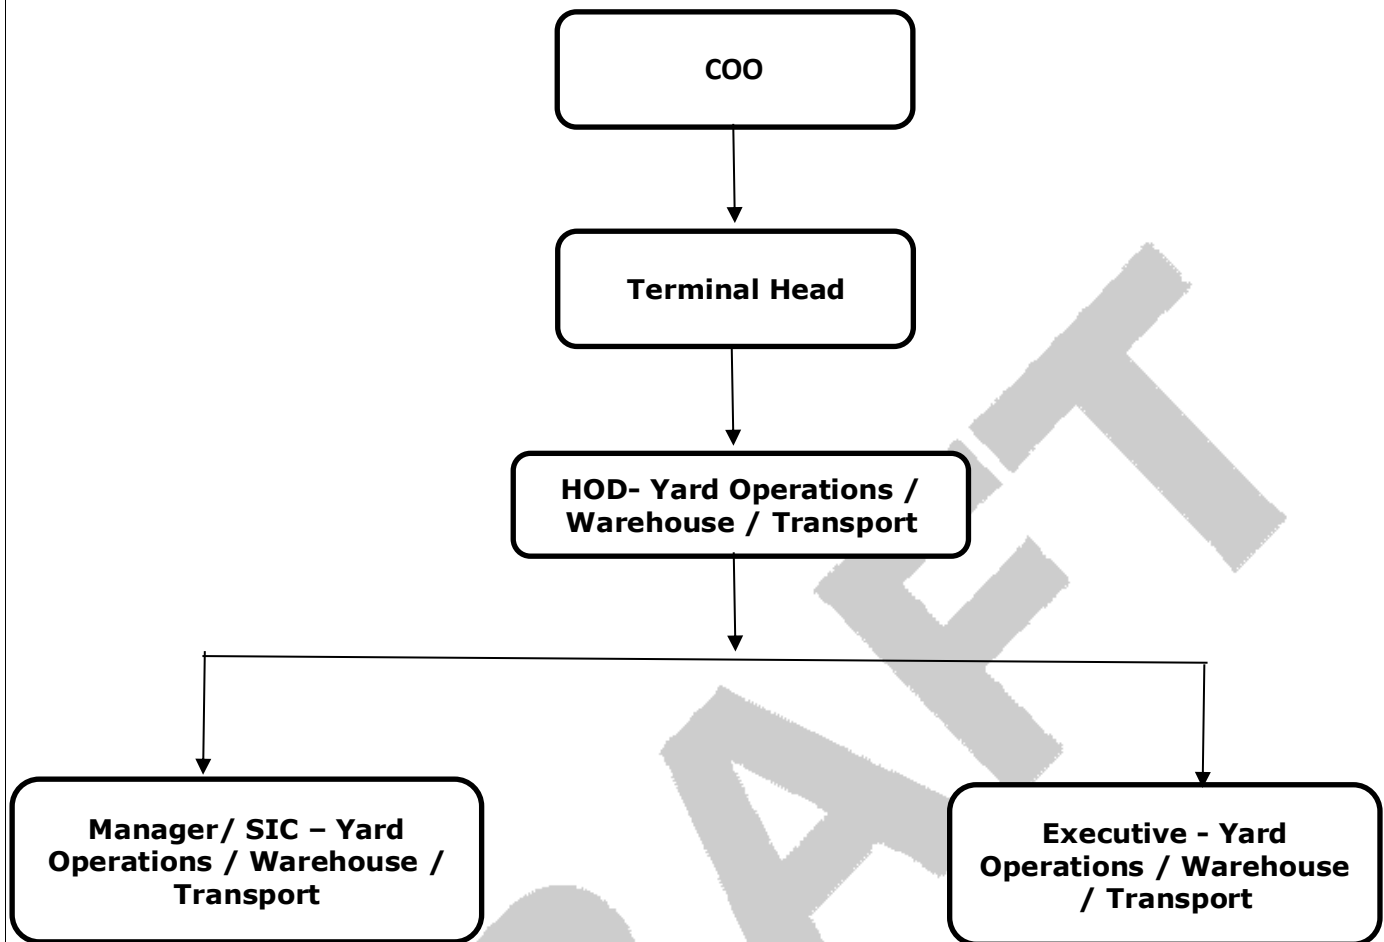 COO
Terminal Head
HOD- Yard Operations /
Warehouse / Transport
Manager/ SIC – Yard
Operations / Warehouse /
Transport
Executive - Yard
Operations / Warehouse
/ Transport
DRAFT